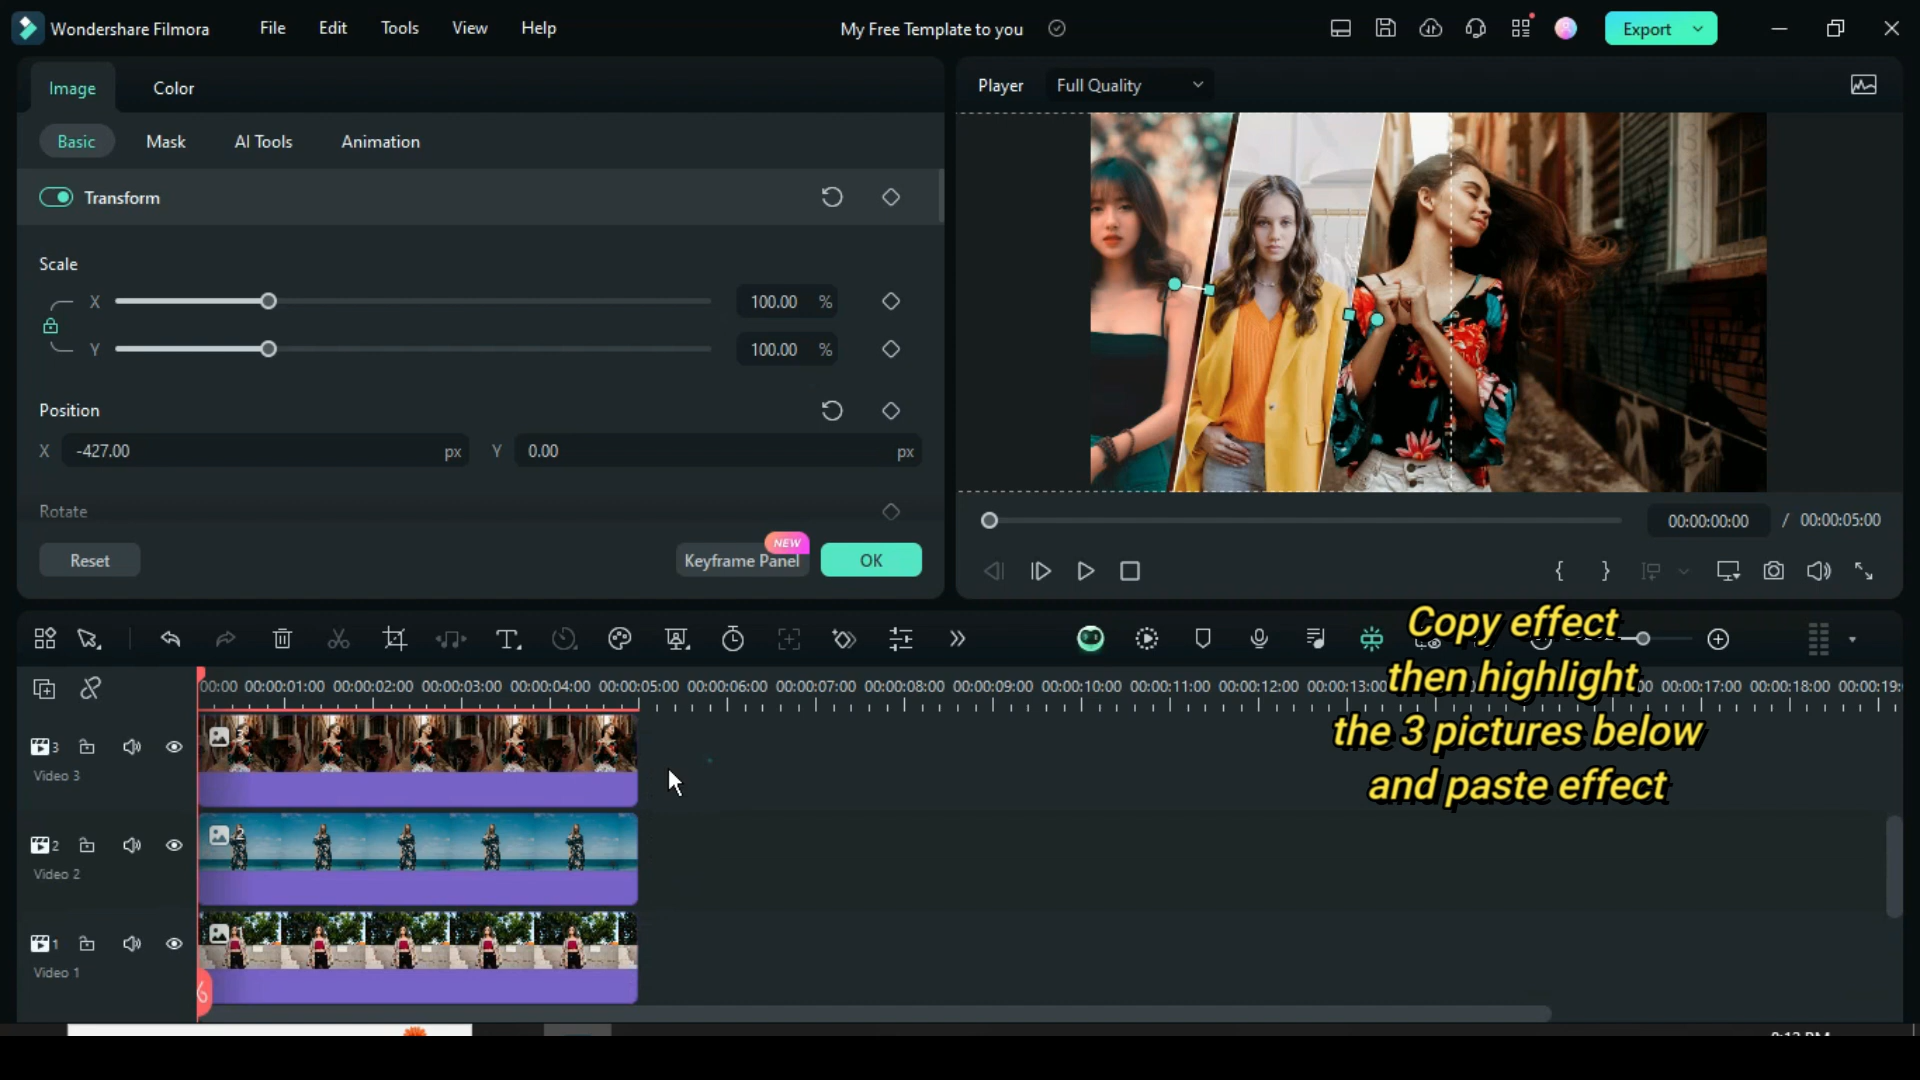 Wondershare Filmora File Edit Tools View Help My Free Template to you Export
Image Color
Basic Mask AI Tools Animation
Transform
Scale
X 100.00 %
Y 100.00 %
Position
X -427.00 px Y 0.00 px
Rotate
Reset Keyframe Panel NEW OK
Player Full Quality
00:00:00:00 / 00:00:05:00
Copy effect
then highlight
the 3 pictures below
and paste effect
00:00 00:00:01:00 00:00:02:00 00:00:03:00 00:00:04:00 00:00:05:00 00:00:06:00 00:00:07:00 00:00:08:00 00:00:09:00 00:00:10:00 00:00:11:00 00:00:12:00 00:00:13:0 00:00:17:00 00:00:18:00 00:00:19:
3
Video 3
3
2
Video 2
2
1
Video 1
1